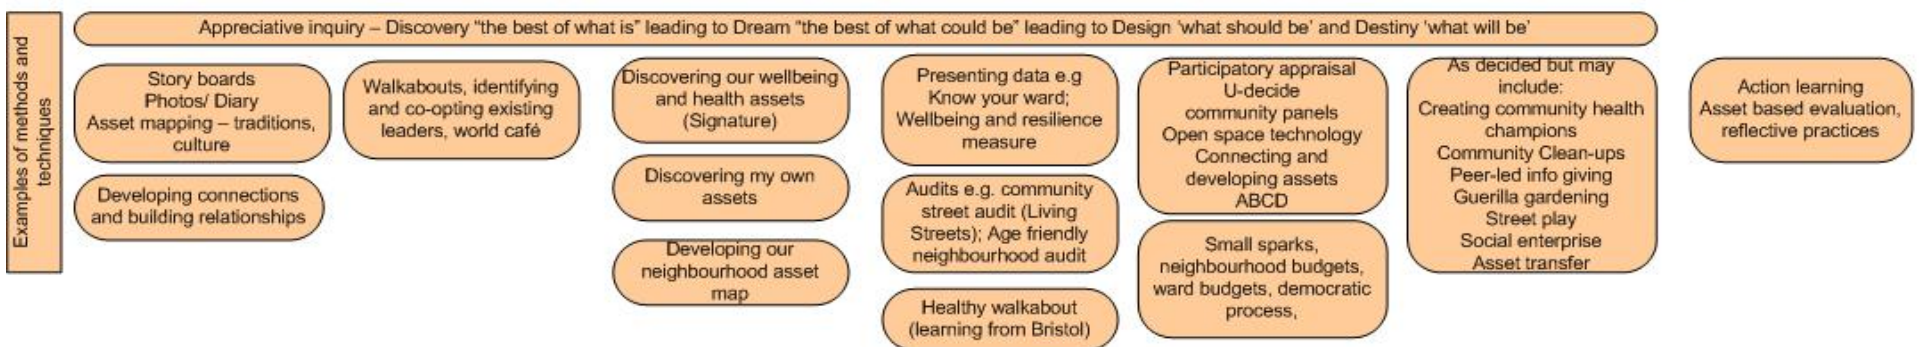 Examples of methods and
techniques
Appreciative inquiry – Discovery “the best of what is” leading to Dream “the best of what could be” leading to Design ‘what should be’ and Destiny ‘what will be’
Story boards
Photos/ Diary
Asset mapping – traditions,
culture
Developing connections
and building relationships
Walkabouts, identifying
and co-opting existing
leaders, world café
Discovering our wellbeing
and health assets
(Signature)
Discovering my own
assets
Developing our
neighbourhood asset
map
Presenting data e.g
Know your ward;
Wellbeing and resilience
measure
Audits e.g. community
street audit (Living
Streets); Age friendly
neighbourhood audit
Healthy walkabout
(learning from Bristol)
Participatory appraisal
U-decide
community panels
Open space technology
Connecting and
developing assets
ABCD
Small sparks,
neighbourhood budgets,
ward budgets, democratic
process,
As decided but may
include:
Creating community health
champions
Community Clean-ups
Peer-led info giving
Guerilla gardening
Street play
Social enterprise
Asset transfer
Action learning
Asset based evaluation,
reflective practices